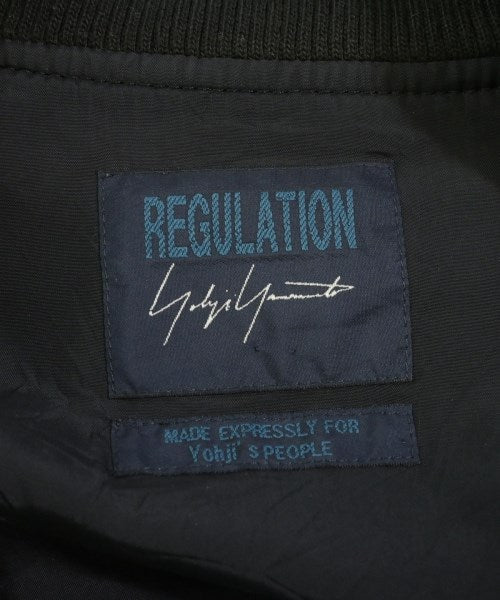 REGULATION
Yohji Yamamoto
MADE EXPRESSLY FOR
Yohji's PEOPLE